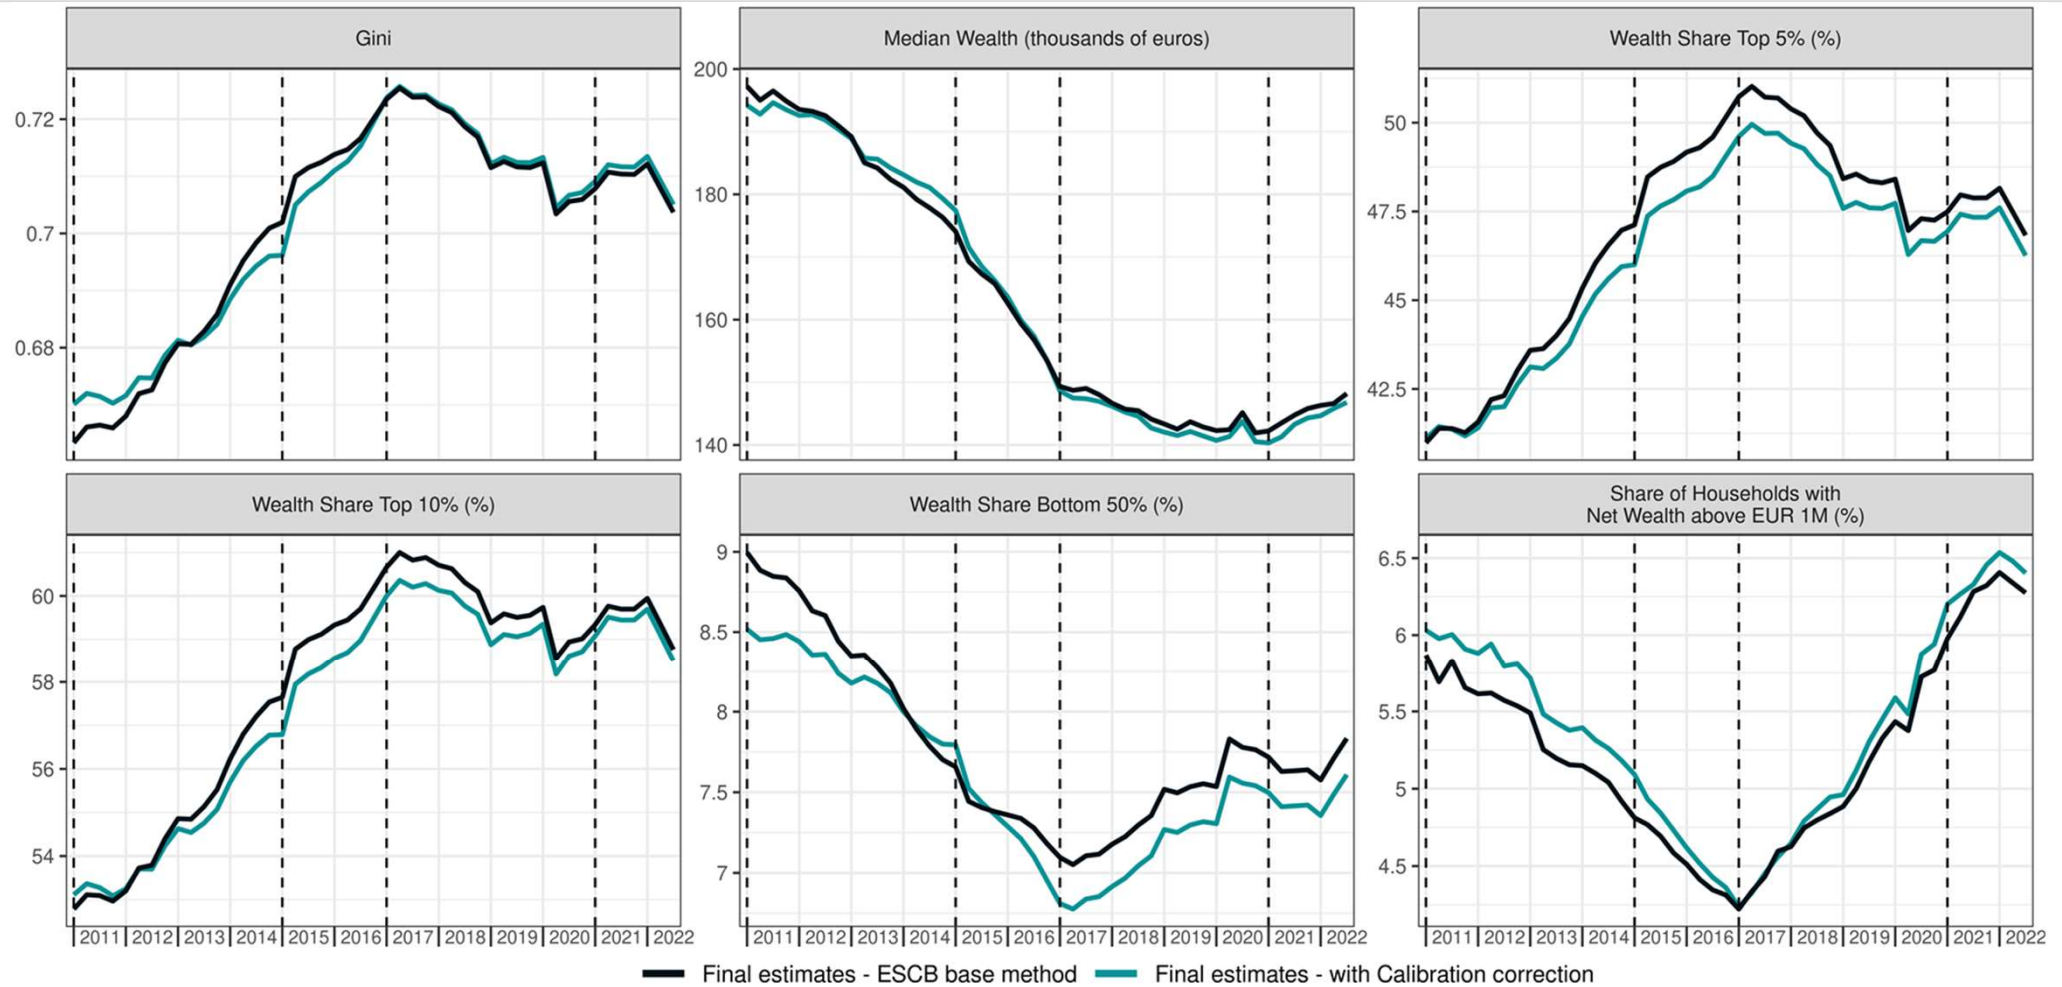 Gini
0.72
0.7
0.68
Median Wealth (thousands of euros)
200
180
160
140
Wealth Share Top 5% (%)
50
47.5
45
42.5
Wealth Share Top 10% (%)
60
58
56
54
2011 2012 2013 2014 2015 2016 2017 2018 2019 2020 2021 2022
Wealth Share Bottom 50% (%)
9
8.5
8
7.5
7
2011 2012 2013 2014 2015 2016 2017 2018 2019 2020 2021 2022
Share of Households with
Net Wealth above EUR 1M (%)
6.5
6
5.5
5
4.5
2011 2012 2013 2014 2015 2016 2017 2018 2019 2020 2021 2022
Final estimates - ESCB base method
Final estimates - with Calibration correction